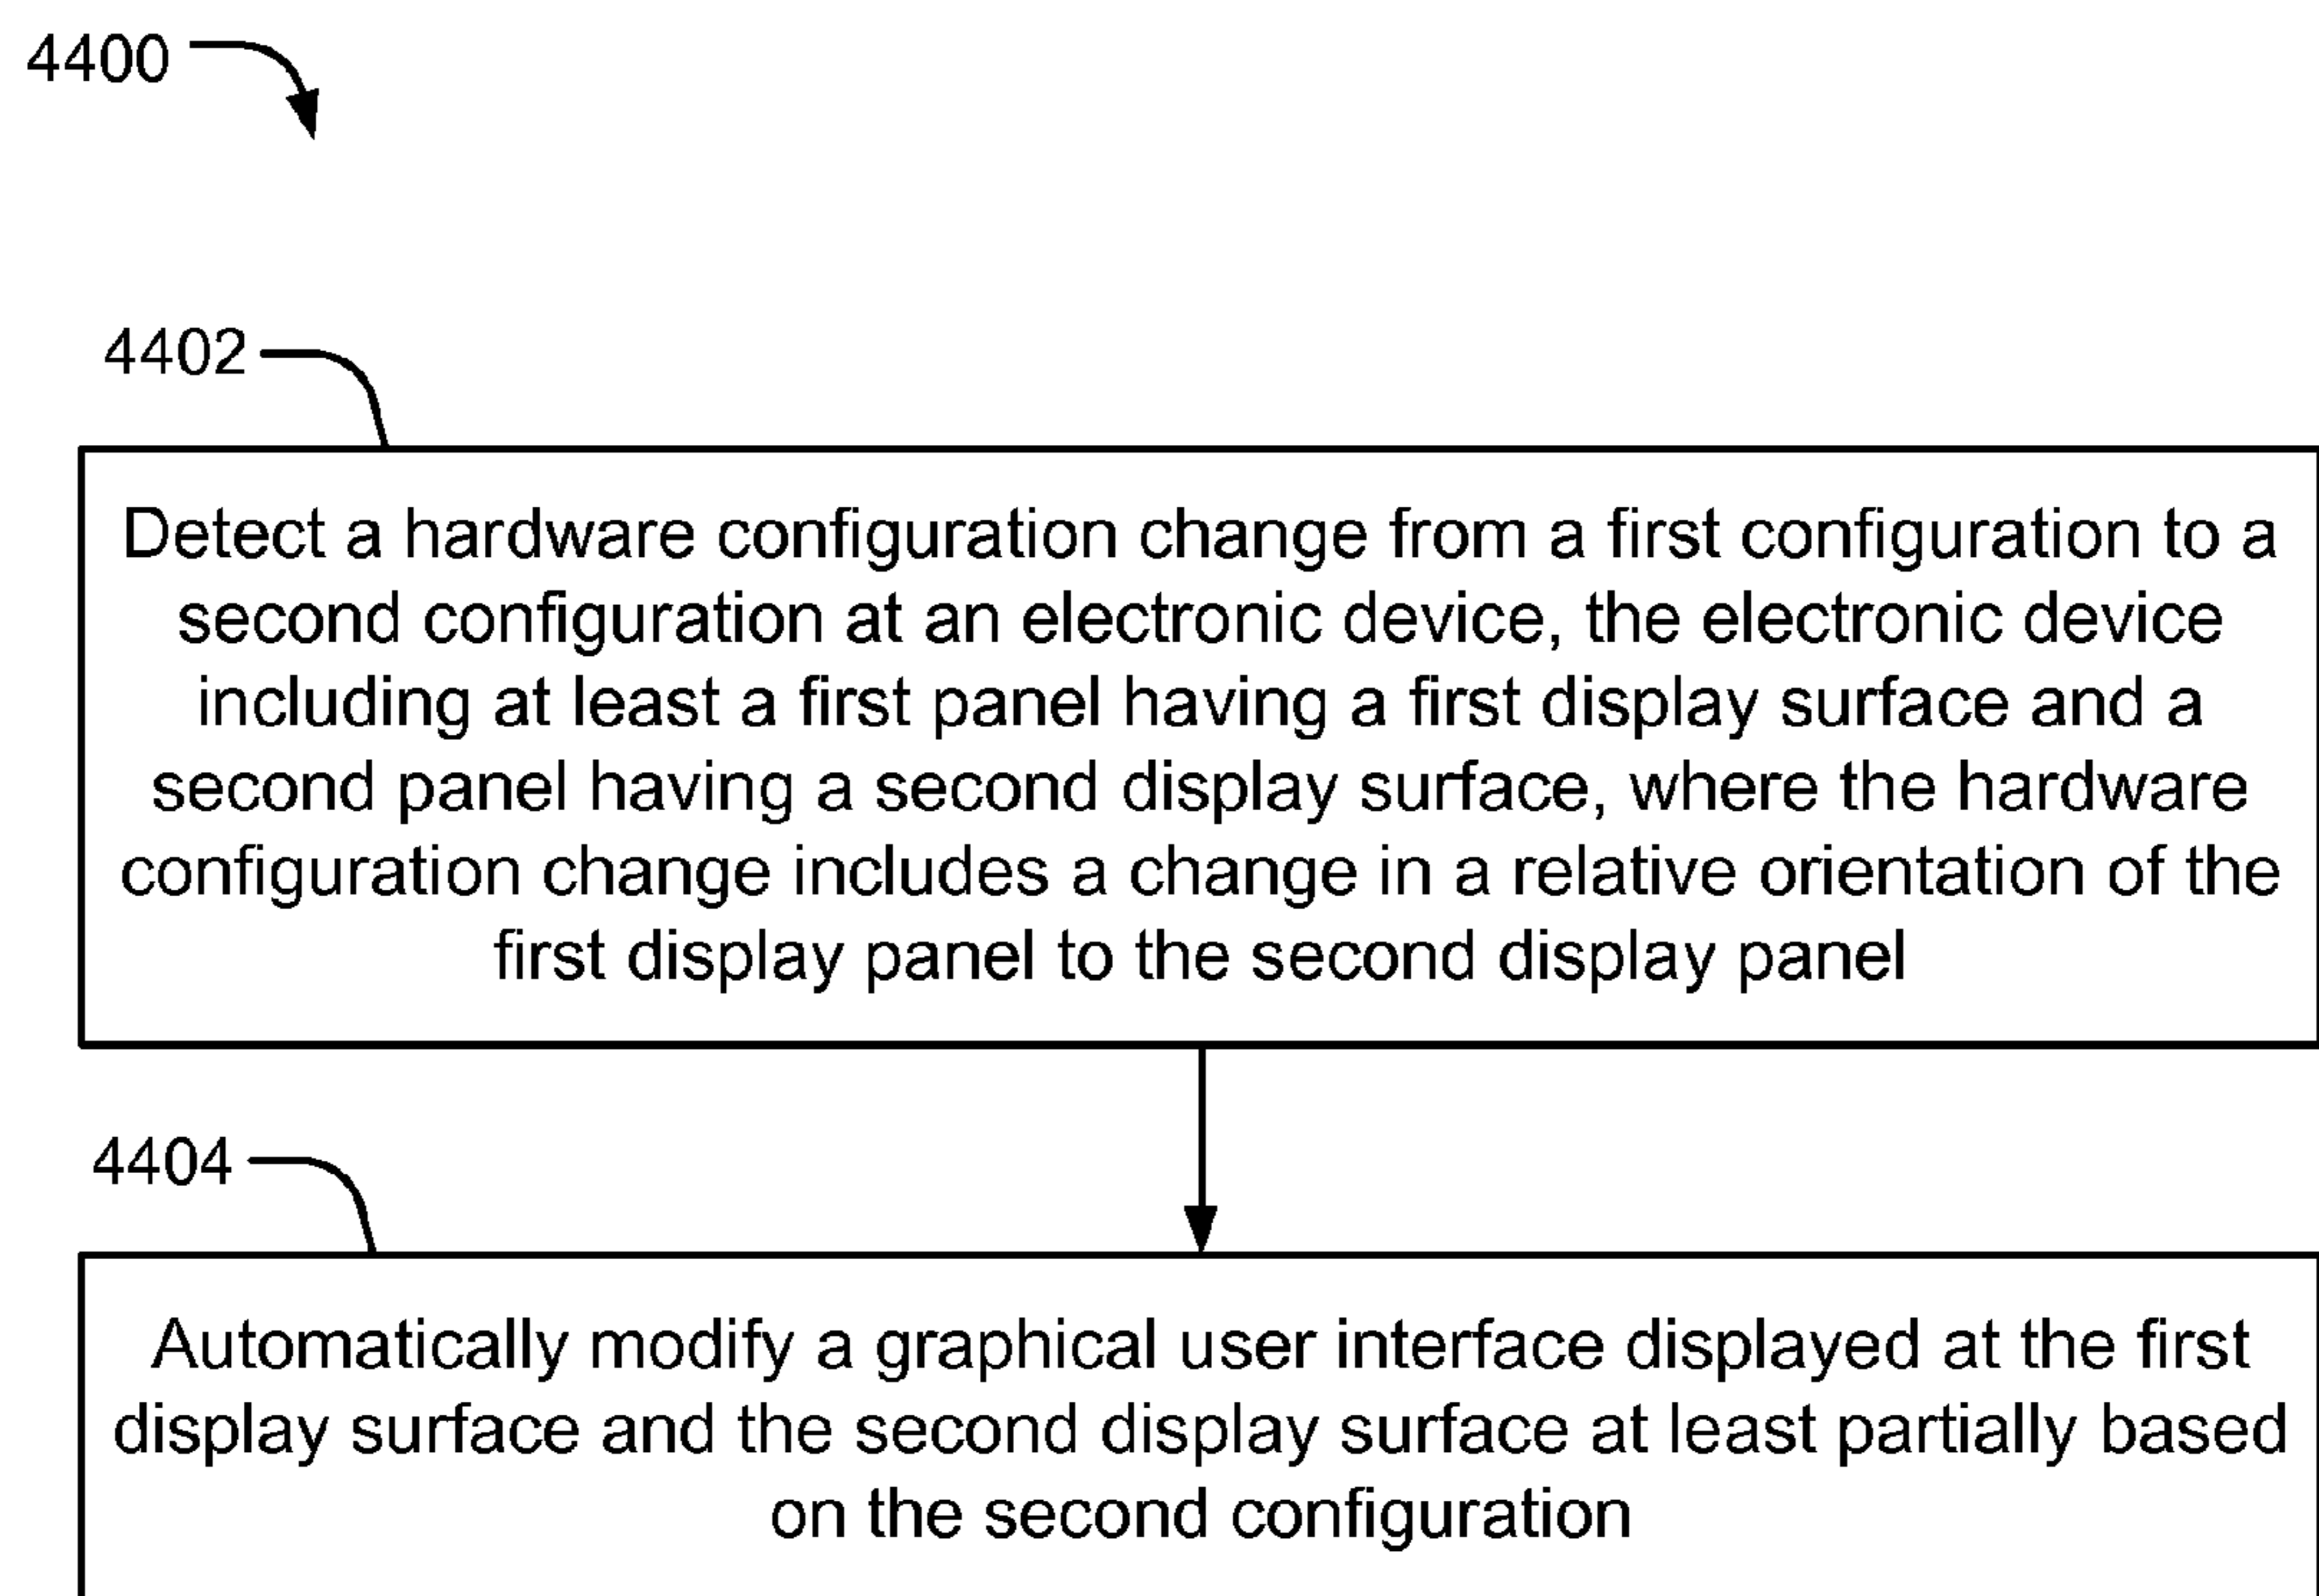 4400
4402
Detect a hardware configuration change from a first configuration to a
second configuration at an electronic device, the electronic device
including at least a first panel having a first display surface and a
second panel having a second display surface, where the hardware
configuration change includes a change in a relative orientation of the
first display panel to the second display panel
4404
Automatically modify a graphical user interface displayed at the first
display surface and the second display surface at least partially based
on the second configuration